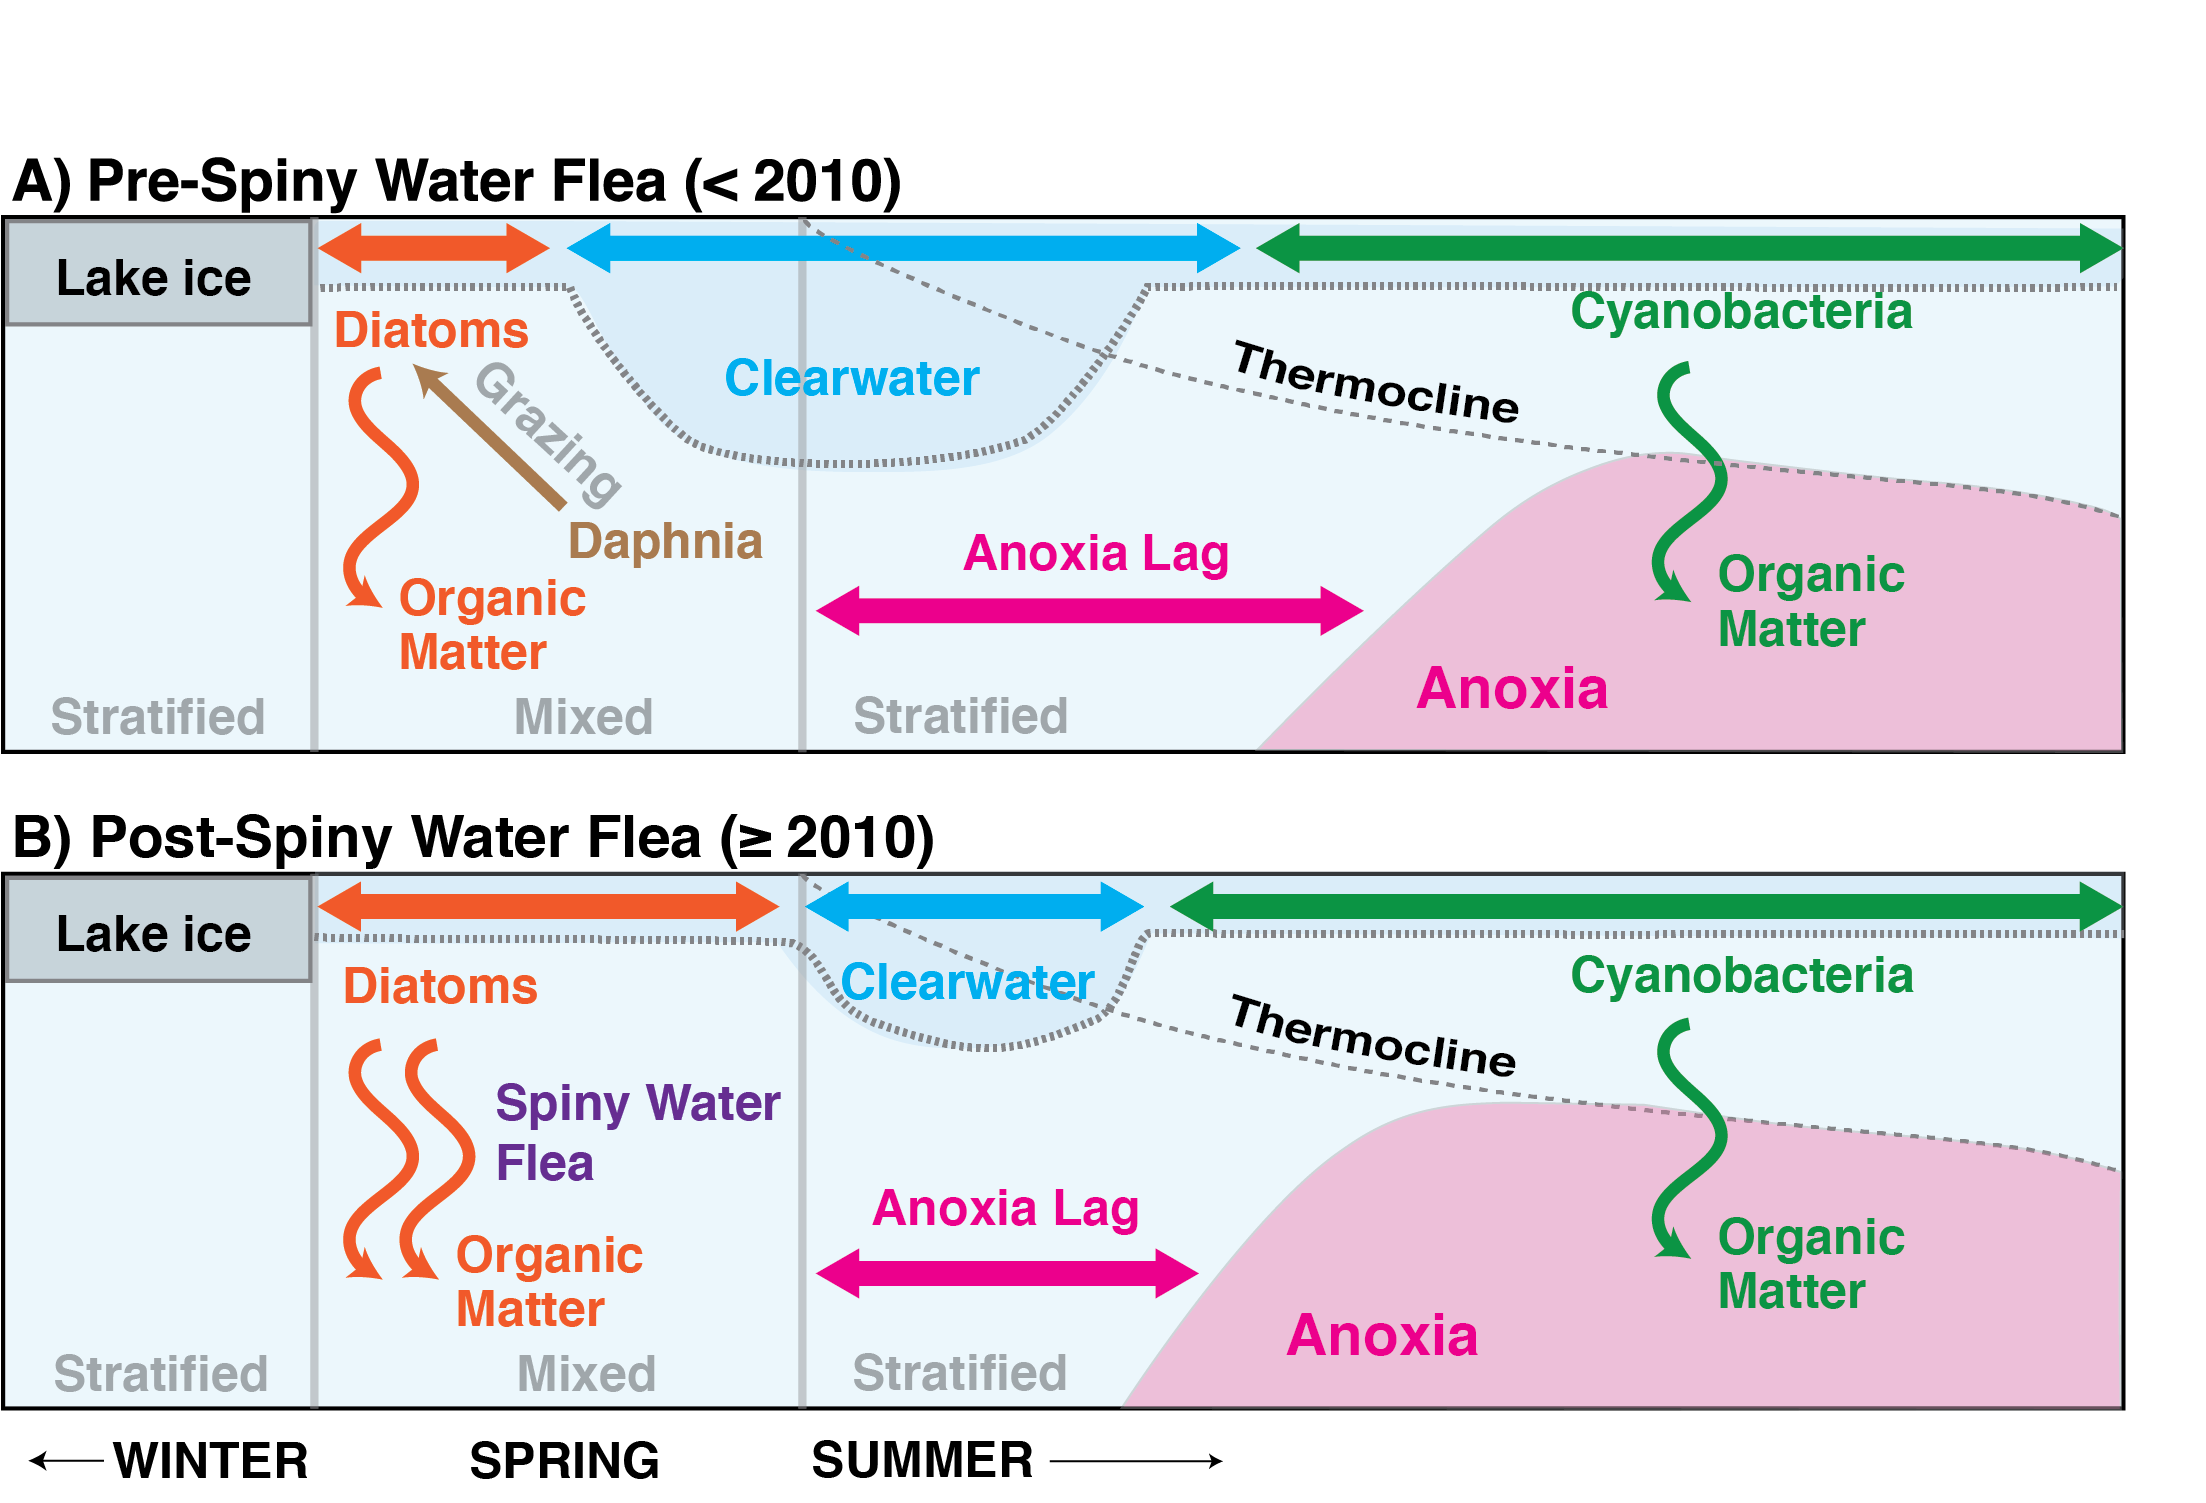 A) Pre-Spiny Water Flea (< 2010)
Lake ice
Diatoms
Grazing
Daphnia
Organic
Matter
Clearwater
Thermocline
Cyanobacteria
Organic
Matter
Anoxia Lag
Anoxia
Stratified
Mixed
Stratified
B) Post-Spiny Water Flea (≥ 2010)
Lake ice
Diatoms
Spiny Water
Flea
Organic
Matter
Clearwater
Thermocline
Cyanobacteria
Organic
Matter
Anoxia Lag
Anoxia
Stratified
Mixed
Stratified
WINTER
SPRING
SUMMER